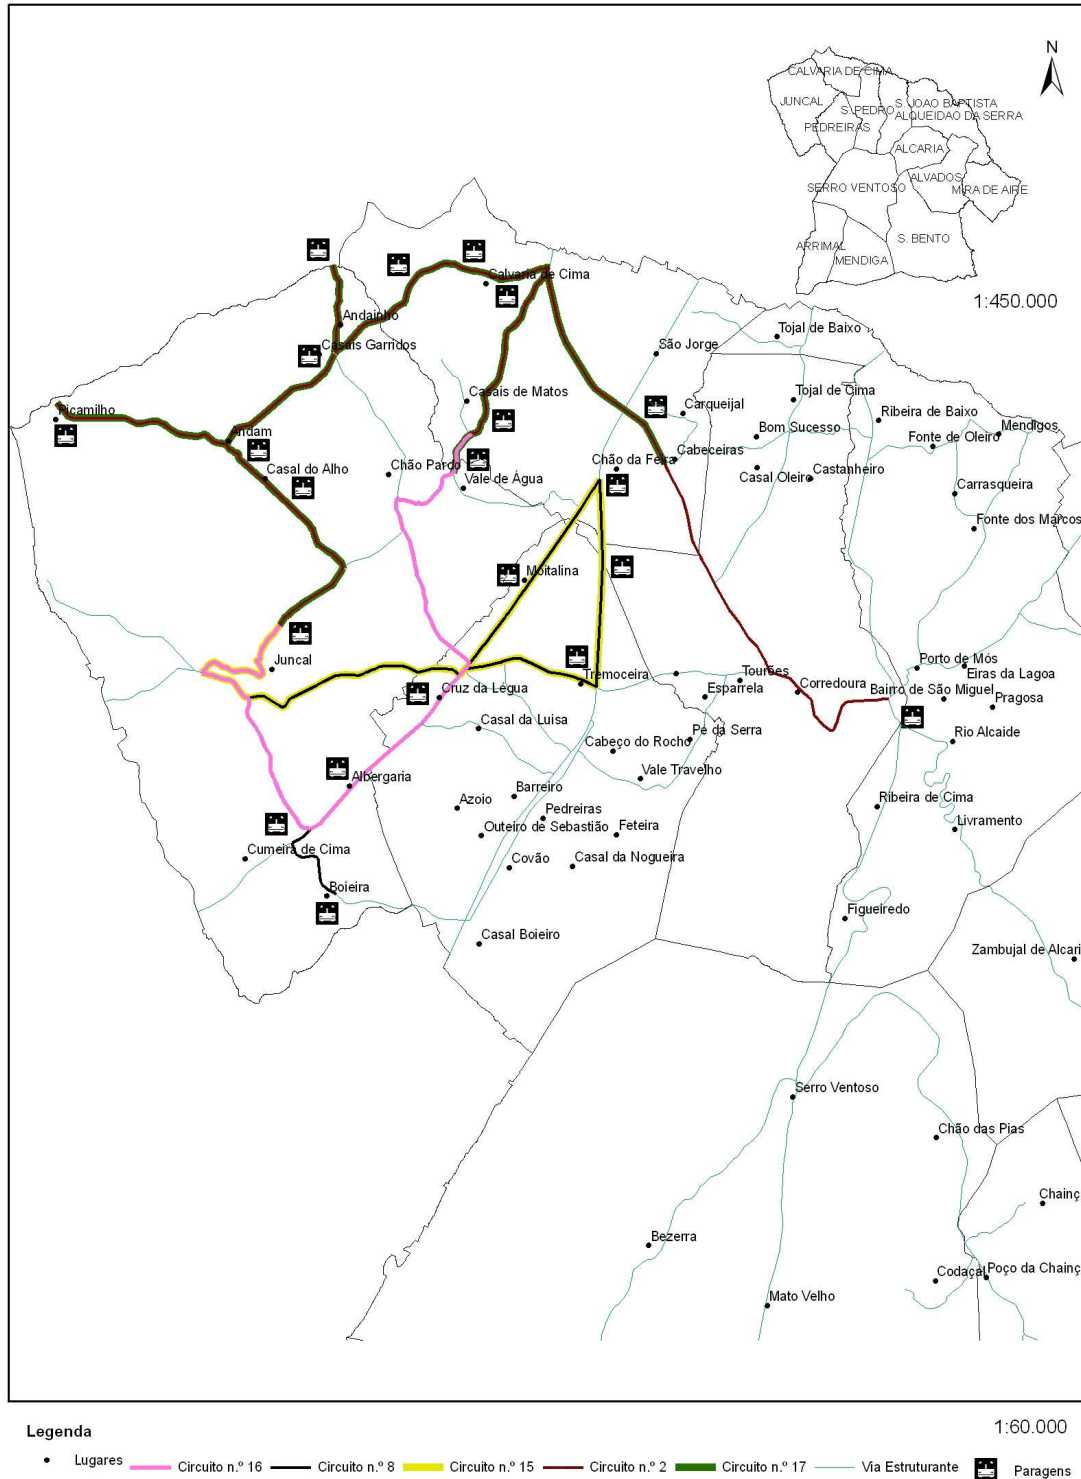 N
CALVARIA DE CIMA
JUNCAL
S. PEDRO
S. JOAO BAPTISTA
ALQUEIDAO DA SERRA
PEDREIRAS
ALCARIA
ALVADOS
SERRO VENTOSO
MIRA DE AIRE
S. BENTO
ARRIMAL
MENDIGA
1:450.000
Calvaria de Cima
Andainho
Tojal de Baixo
São Jorge
Casais Garridos
Casais de Matos
Tojal de Cima
Picamilho
Carqueijal
Ribeira de Baixo
Mendigos
Andam
Bom Sucesso
Fonte de Oleiro
Cabeceiras
Chão da Feira
Casal do Alho
Chão Pardo
Vale de Água
Casal Oleiro
Castanheiro
Carrasqueira
Fonte dos Marcos
Moitalina
Juncal
Porto de Mós
Eiras da Lagoa
Tremoceira
Tourões
Cruz da Légua
Esparrela
Corredoura
Bairro de São Miguel
Pragosa
Casal da Luisa
Pé da Serra
Rio Alcaide
Cabeço do Rocho
Albergaria
Vale Travelho
Barreiro
Azoio
Pedreiras
Ribeira de Cima
Outeiro de Sebastião
Feteira
Livramento
Cumeira de Cima
Covão
Casal da Nogueira
Boieira
Figueiredo
Casal Boieiro
Zambujal de Alcari
Serro Ventoso
Chão das Pias
Chainç
Bezerra
Codaçal
Poço da Chainç
Mato Velho
Legenda
1:60.000
Lugares
Circuito n.º 16
Circuito n.º 8
Circuito n.º 15
Circuito n.º 2
Circuito n.º 17
Via Estruturante
Paragens